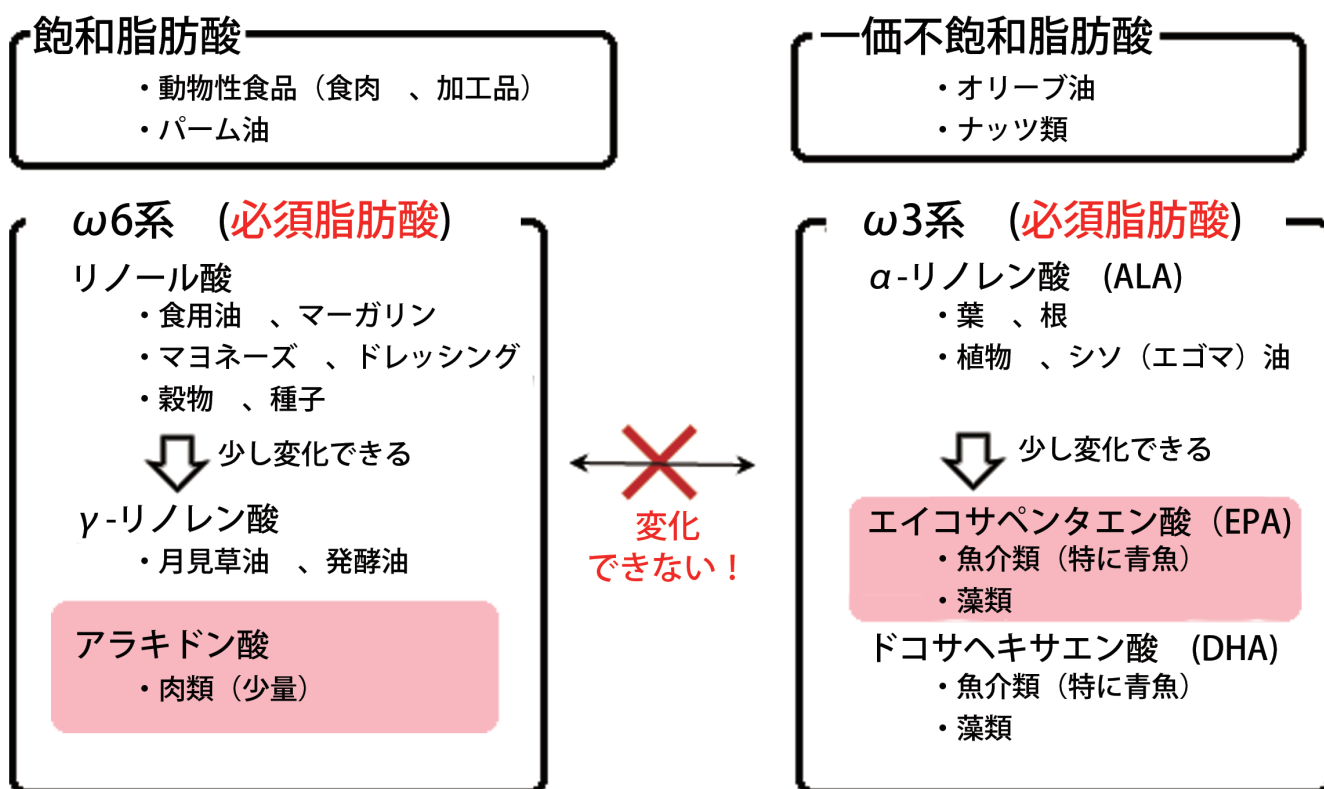 飽和脂肪酸
・動物性食品（食肉　、加工品）
・パーム油
一価不飽和脂肪酸
・オリーブ油
・ナッツ類
ω6系　(必須脂肪酸)
リノール酸
・食用油　、マーガリン
・マヨネーズ　、ドレッシング
・穀物　、種子
少し変化できる
γ-リノレン酸
・月見草油　、発酵油
アラキドン酸
・肉類（少量）
変化
できない！
ω3系　(必須脂肪酸)
α-リノレン酸　(ALA)
・葉　、根
・植物　、シソ（エゴマ）油
少し変化できる
エイコサペンタエン酸（EPA)
・魚介類（特に青魚）
・藻類
ドコサヘキサエン酸　(DHA)
・魚介類（特に青魚）
・藻類